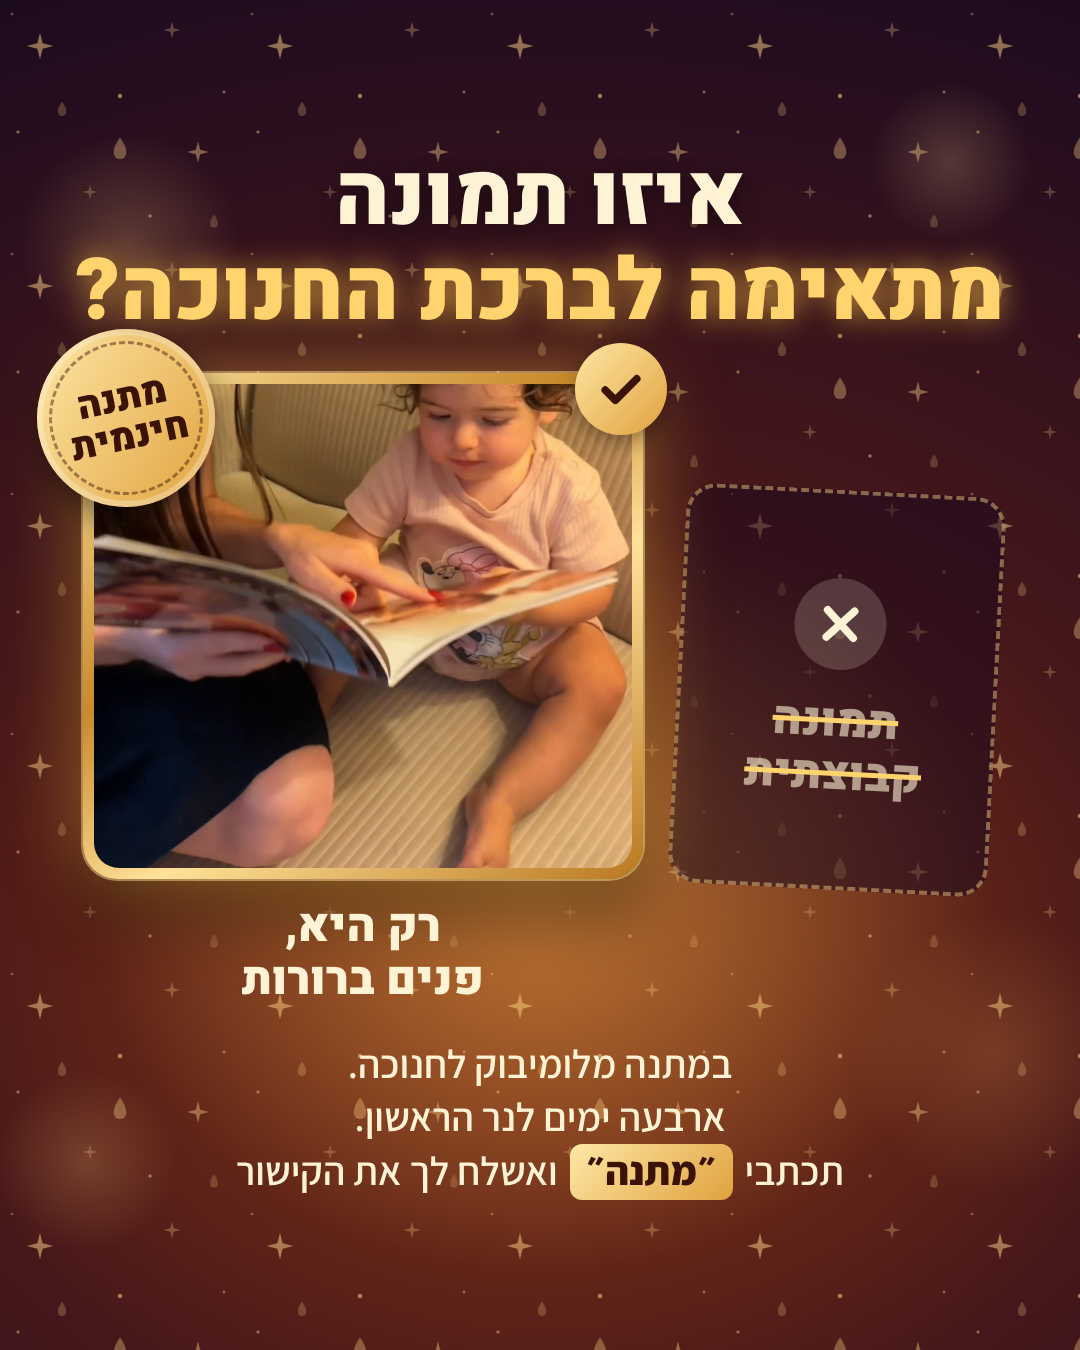 איזו תמונה
מתאימה לברכת החנוכה?
מתנה
חינמית
תמונה
קבוצתית
רק היא,
פנים ברורות
במתנה מלומיבוק לחנוכה.
ארבעה ימים לנר הראשון.
תכתבי ״מתנה״ ואשלח לך את הקישור